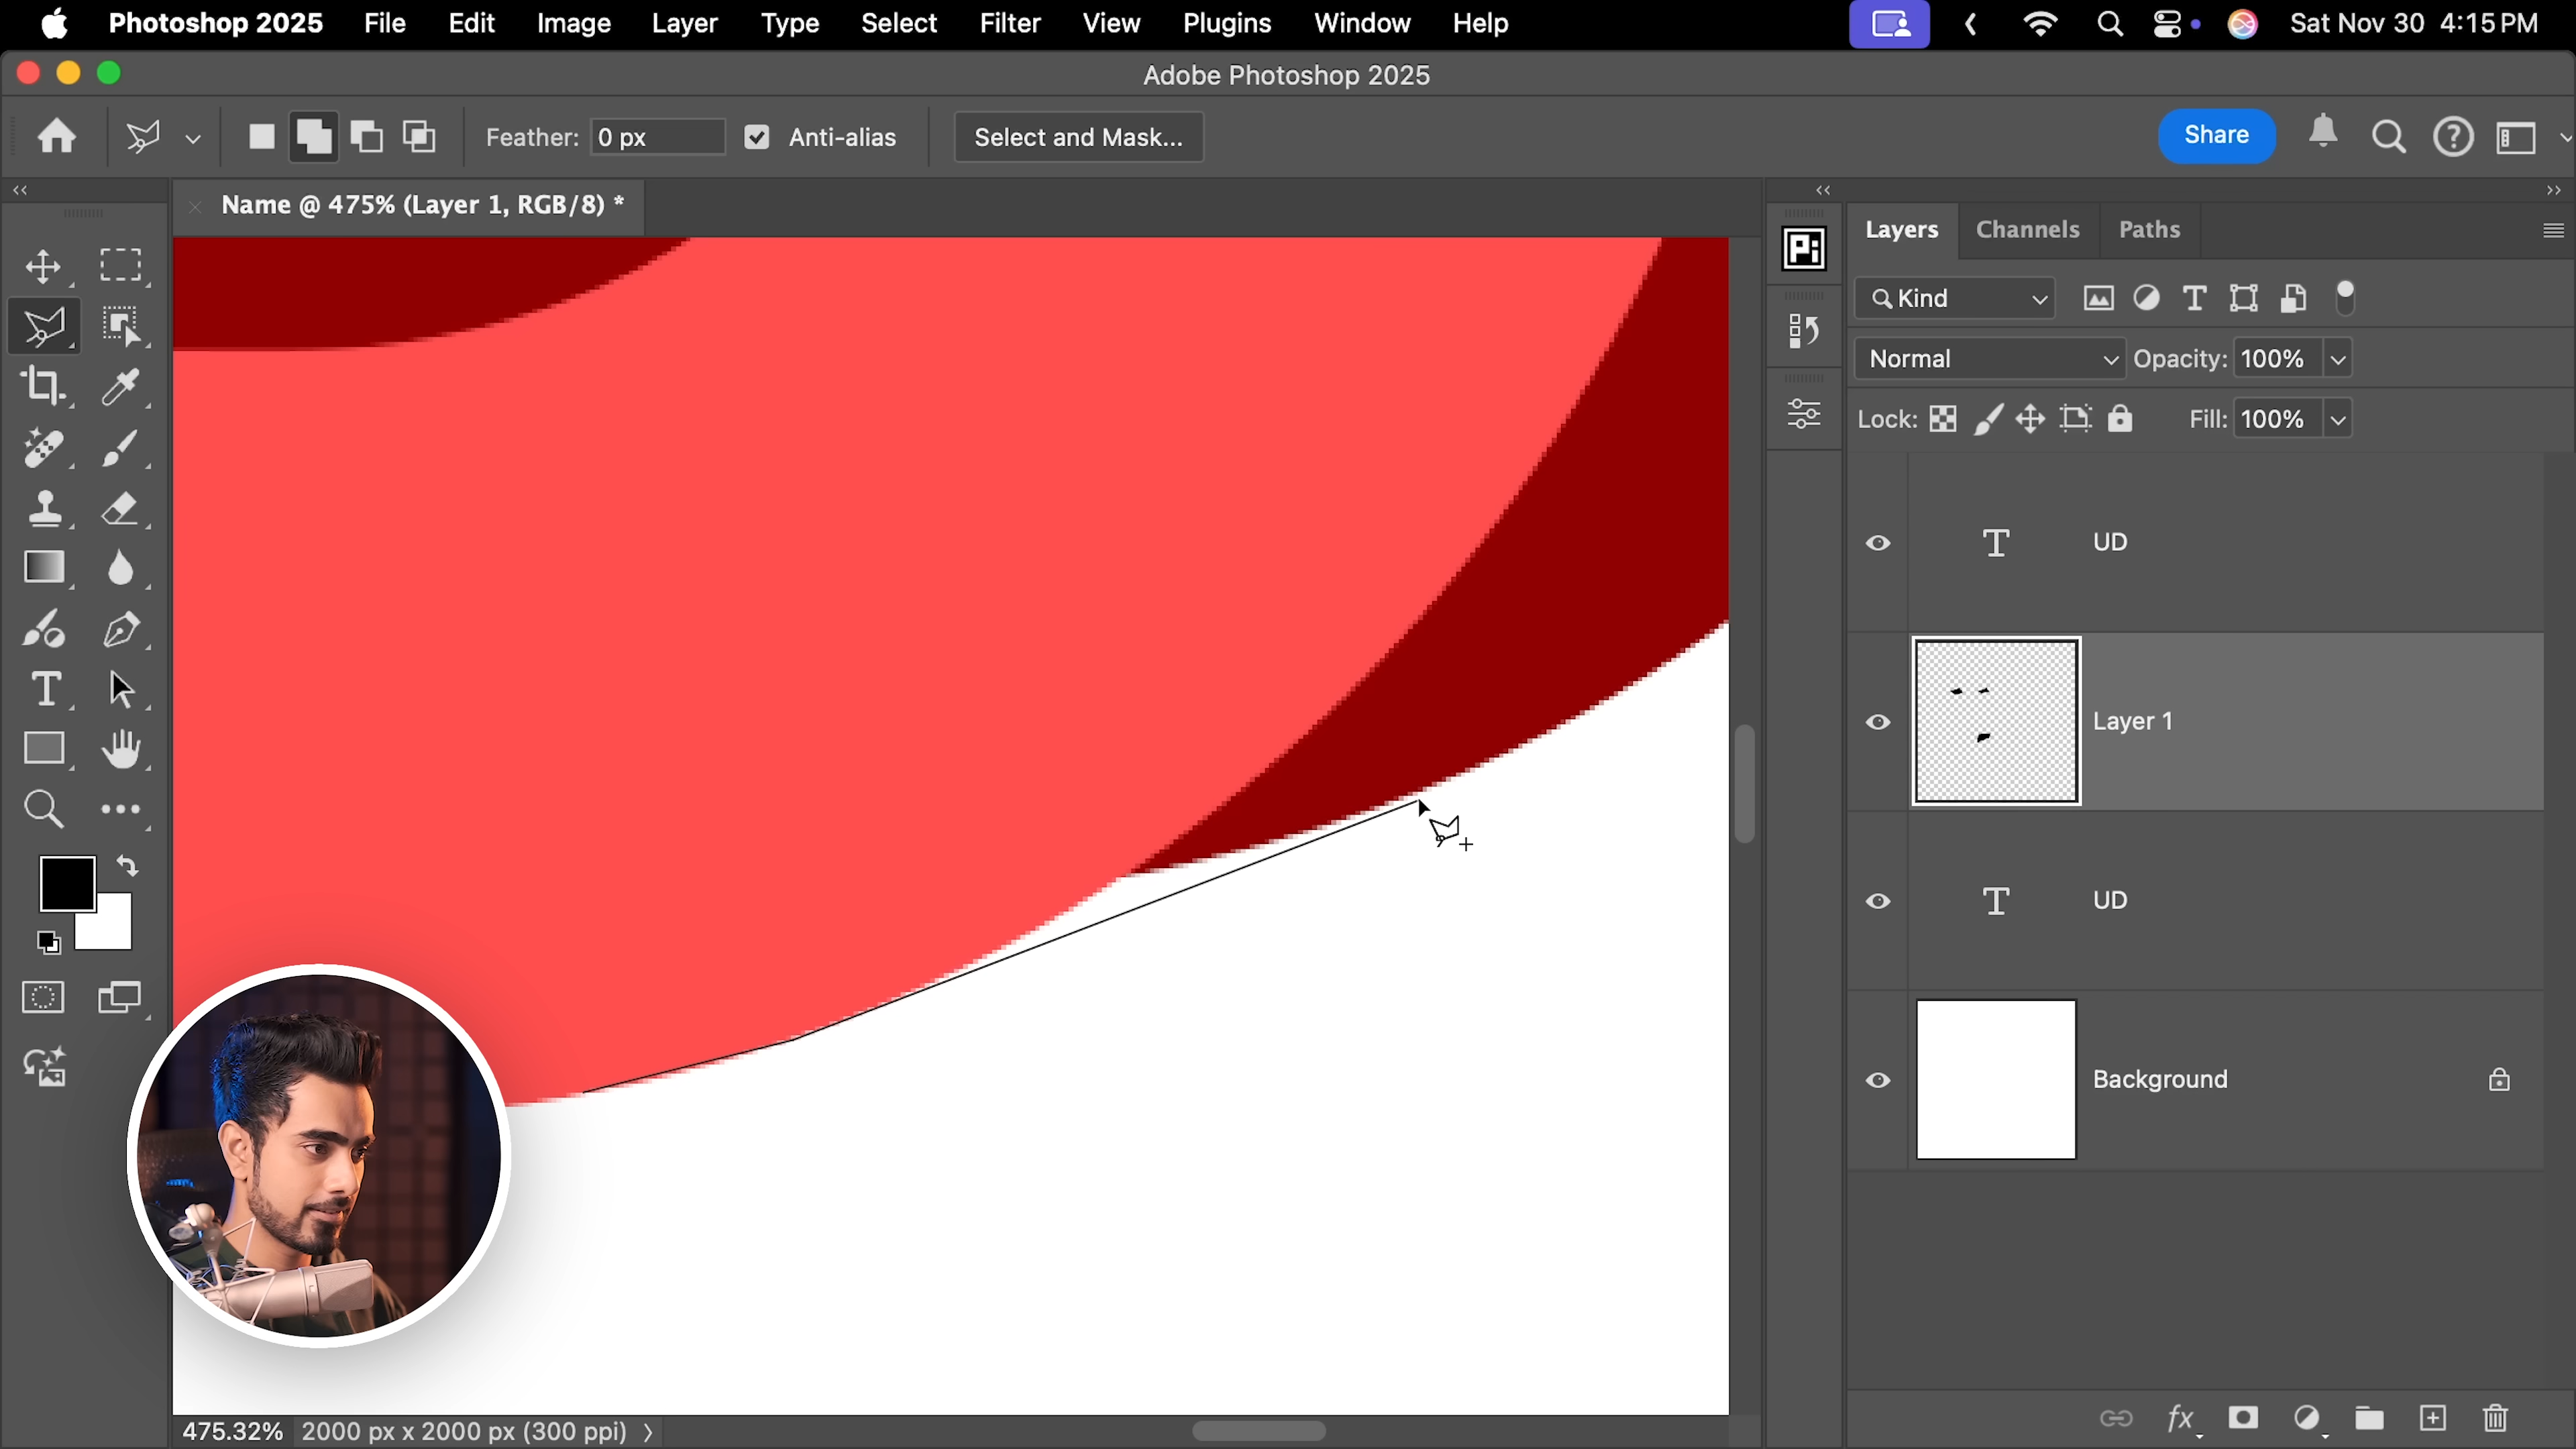 Photoshop 2025 File Edit Image Layer Type Select Filter View Plugins Window Help Sat Nov 30 4:15 PM
Adobe Photoshop 2025
Feather: 0 px Anti-alias Select and Mask... Share
Name @ 475% (Layer 1, RGB/8) *
Layers Channels Paths
Kind
Normal Opacity: 100%
Lock: Fill: 100%
UD
Layer 1
UD
Background
475.32% 2000 px x 2000 px (300 ppi)
fx